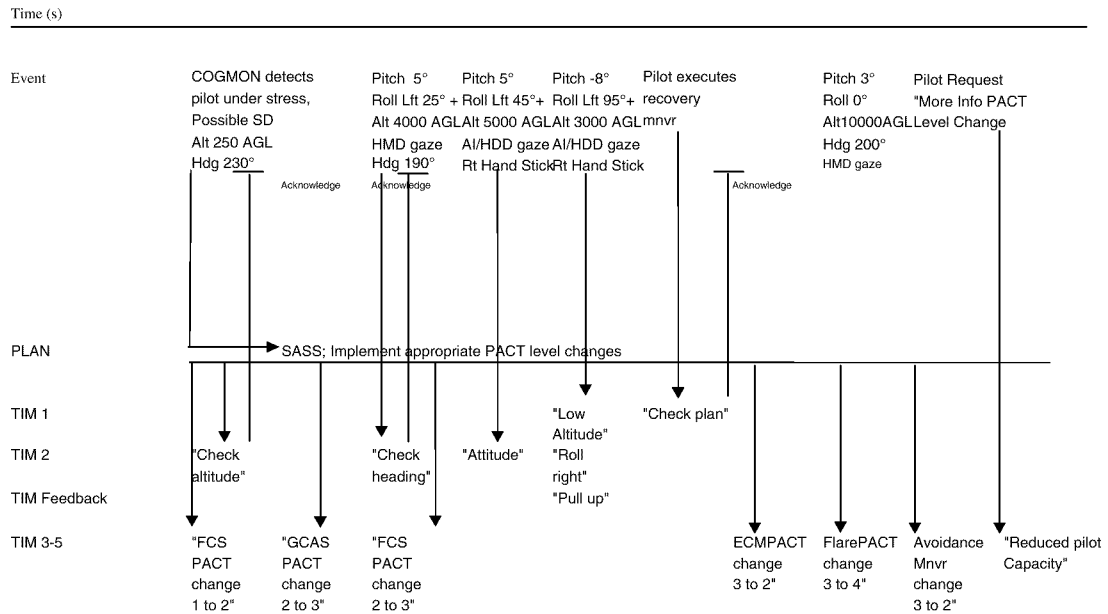 Time (s)
Event
COGMON detects
pilot under stress,
Possible SD
Alt 250 AGL
Hdg 230°
Pitch 5°
Roll Lft 25° +
Alt 4000 AGL
HMD gaze
Hdg 190°
Pitch 5°
Roll Lft 45°+
Alt 5000 AGL
AI/HDD gaze
Rt Hand Stick
Pitch -8°
Roll Lft 95°+
Alt 3000 AGL
AI/HDD gaze
Rt Hand Stick
Pilot executes
recovery
mnvr
Pitch 3°
Roll 0°
Alt10000AGL
Hdg 200°
HMD gaze
Pilot Request
"More Info PACT
Level Change
Acknowledge
Acknowledge
Acknowledge
PLAN
SASS; Implement appropriate PACT level changes
TIM 1
"Low
Altitude"
"Check plan"
TIM 2
"Check
altitude"
"Check
heading"
"Attitude"
"Roll
right"
TIM Feedback
"Pull up"
TIM 3-5
"FCS
PACT
change
1 to 2"
"GCAS
PACT
change
2 to 3"
"FCS
PACT
change
2 to 3"
ECMPACT
change
3 to 2"
FlarePACT
change
3 to 4"
Avoidance
Mnvr
change
3 to 2"
"Reduced pilot
Capacity"